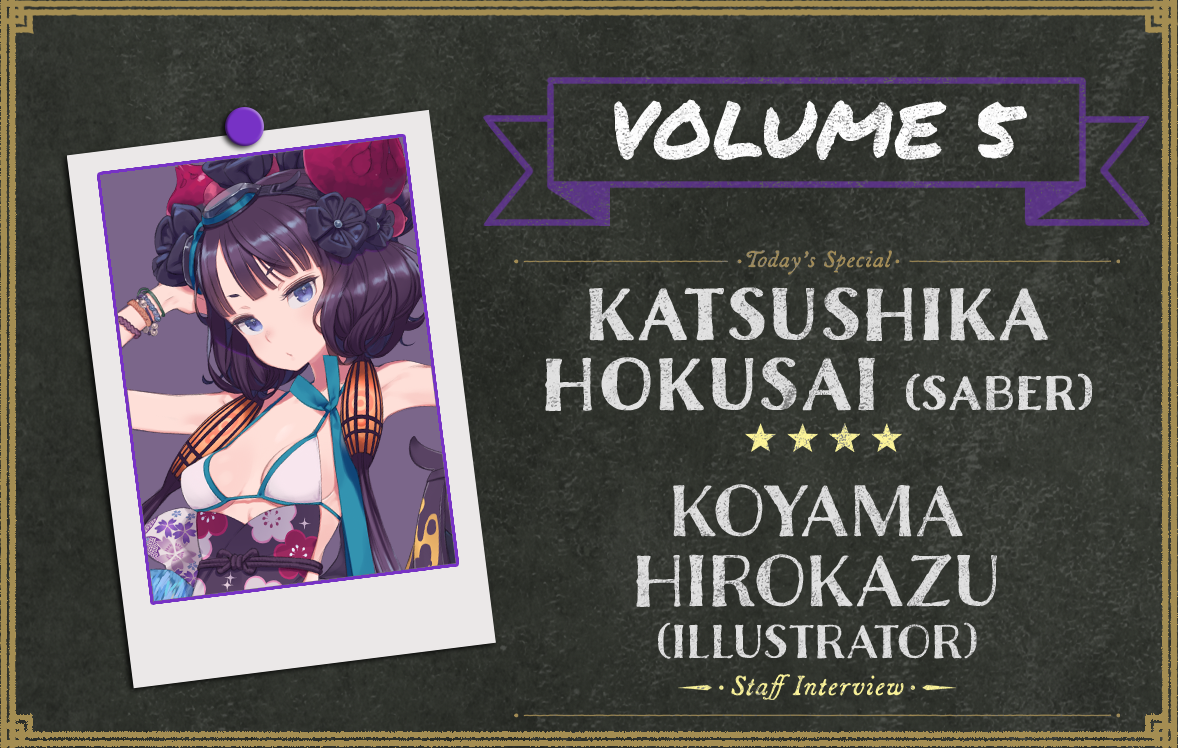 VOLUME 5
Today's Special
KATSUSHIKA
HOKUSAI (SABER)
KOYAMA
HIROKAZU
(ILLUSTRATOR)
Staff Interview